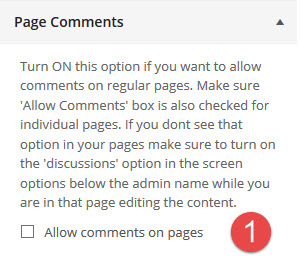 Page Comments
Turn ON this option if you want to allow
comments on regular pages. Make sure
'Allow Comments' box is also checked for
individual pages. If you dont see that
option in your pages make sure to turn on
the 'discussions' option in the screen
options below the admin name while you
are in that page editing the content.
Allow comments on pages 1